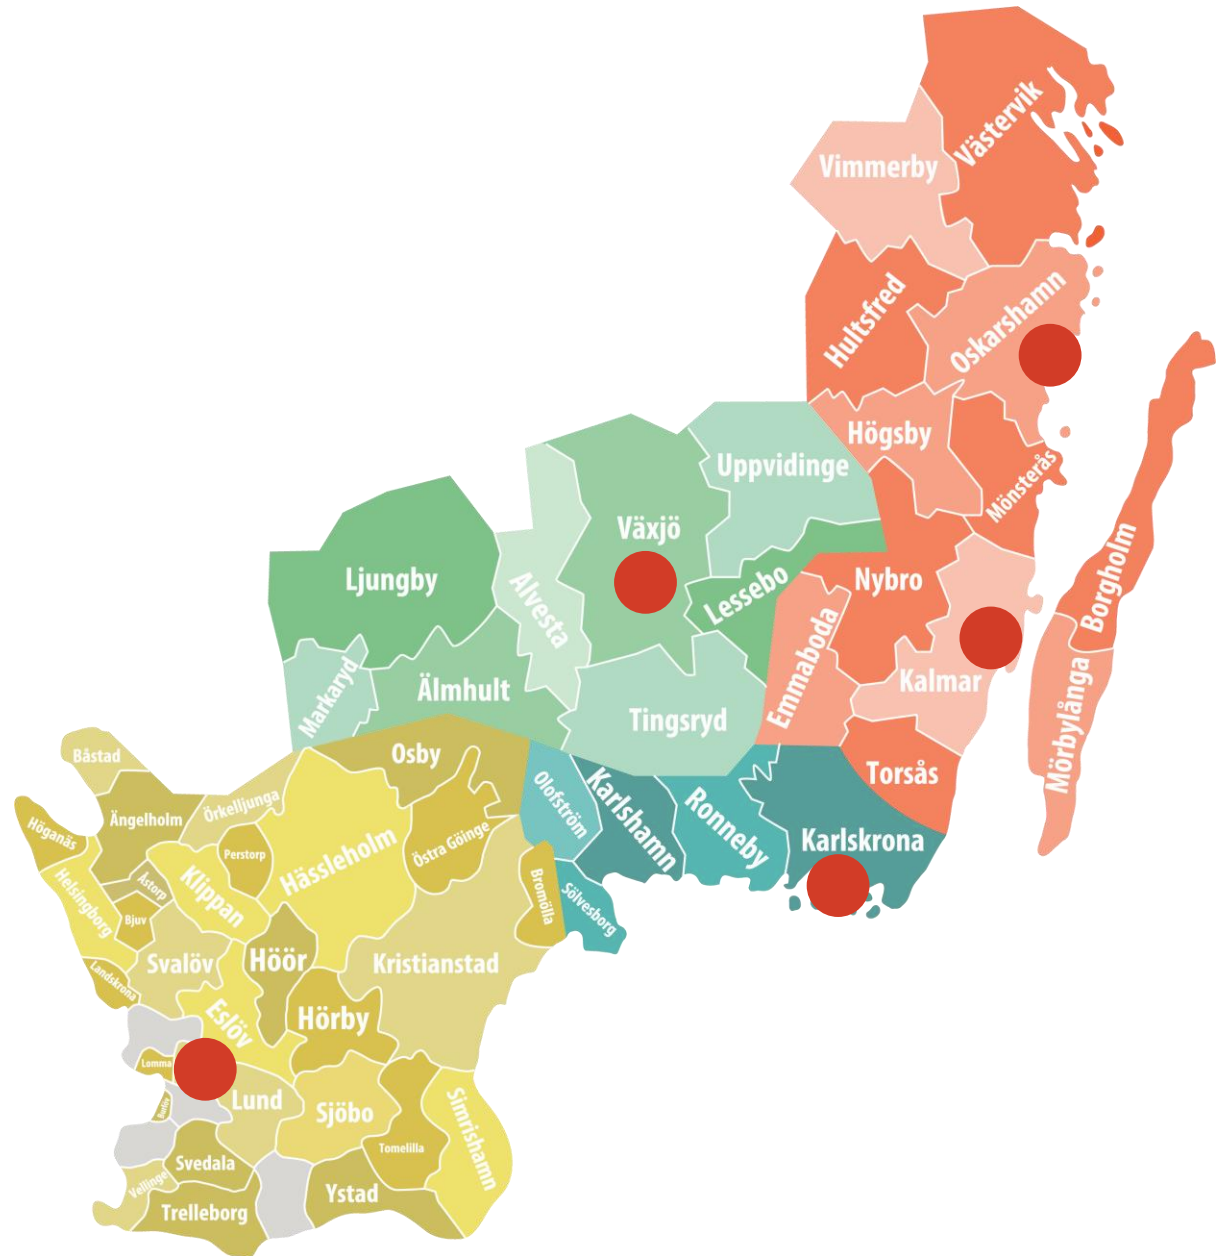 Västervik
Vimmerby
Hultsfred
Oskarshamn
Högsby
Mönsterås
Uppvidinge
Växjö
Ljungby
Alvesta
Lessebo
Nybro
Borgholm
Emmaboda
Kalmar
Markaryd
Älmhult
Tingsryd
Mörbylånga
Torsås
Osby
Båstad
Olofström
Karlshamn
Ronneby
Karlskrona
Örkelljunga
Ängelholm
Höganäs
Perstorp
Hässleholm
Östra Göinge
Åstorp
Klippan
Helsingborg
Bjuv
Bromölla
Sölvesborg
Svalöv
Höör
Kristianstad
Landskrona
Eslöv
Hörby
Lomma
Lund
Sjöbo
Burlöv
Simrishamn
Tomelilla
Svedala
Vellinge
Ystad
Trelleborg